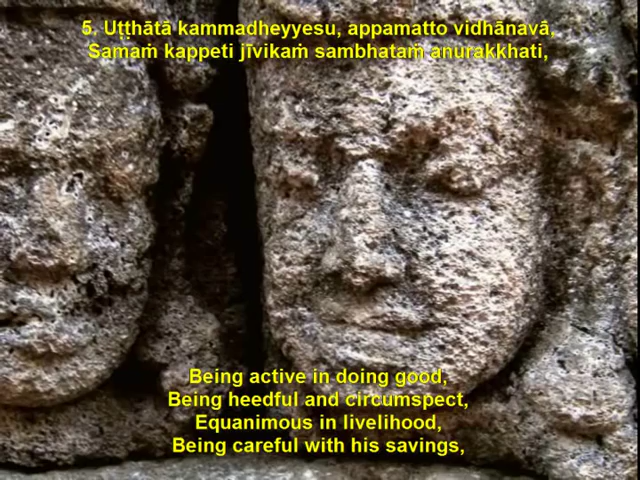 5. Uṭṭhātā kammadheyyesu, appamatto vidhānavā,
Samaṁ kappeti jīvikaṁ sambhataṁ anurakkhati,
Being active in doing good,
Being heedful and circumspect,
Equanimous in livelihood,
Being careful with his savings,